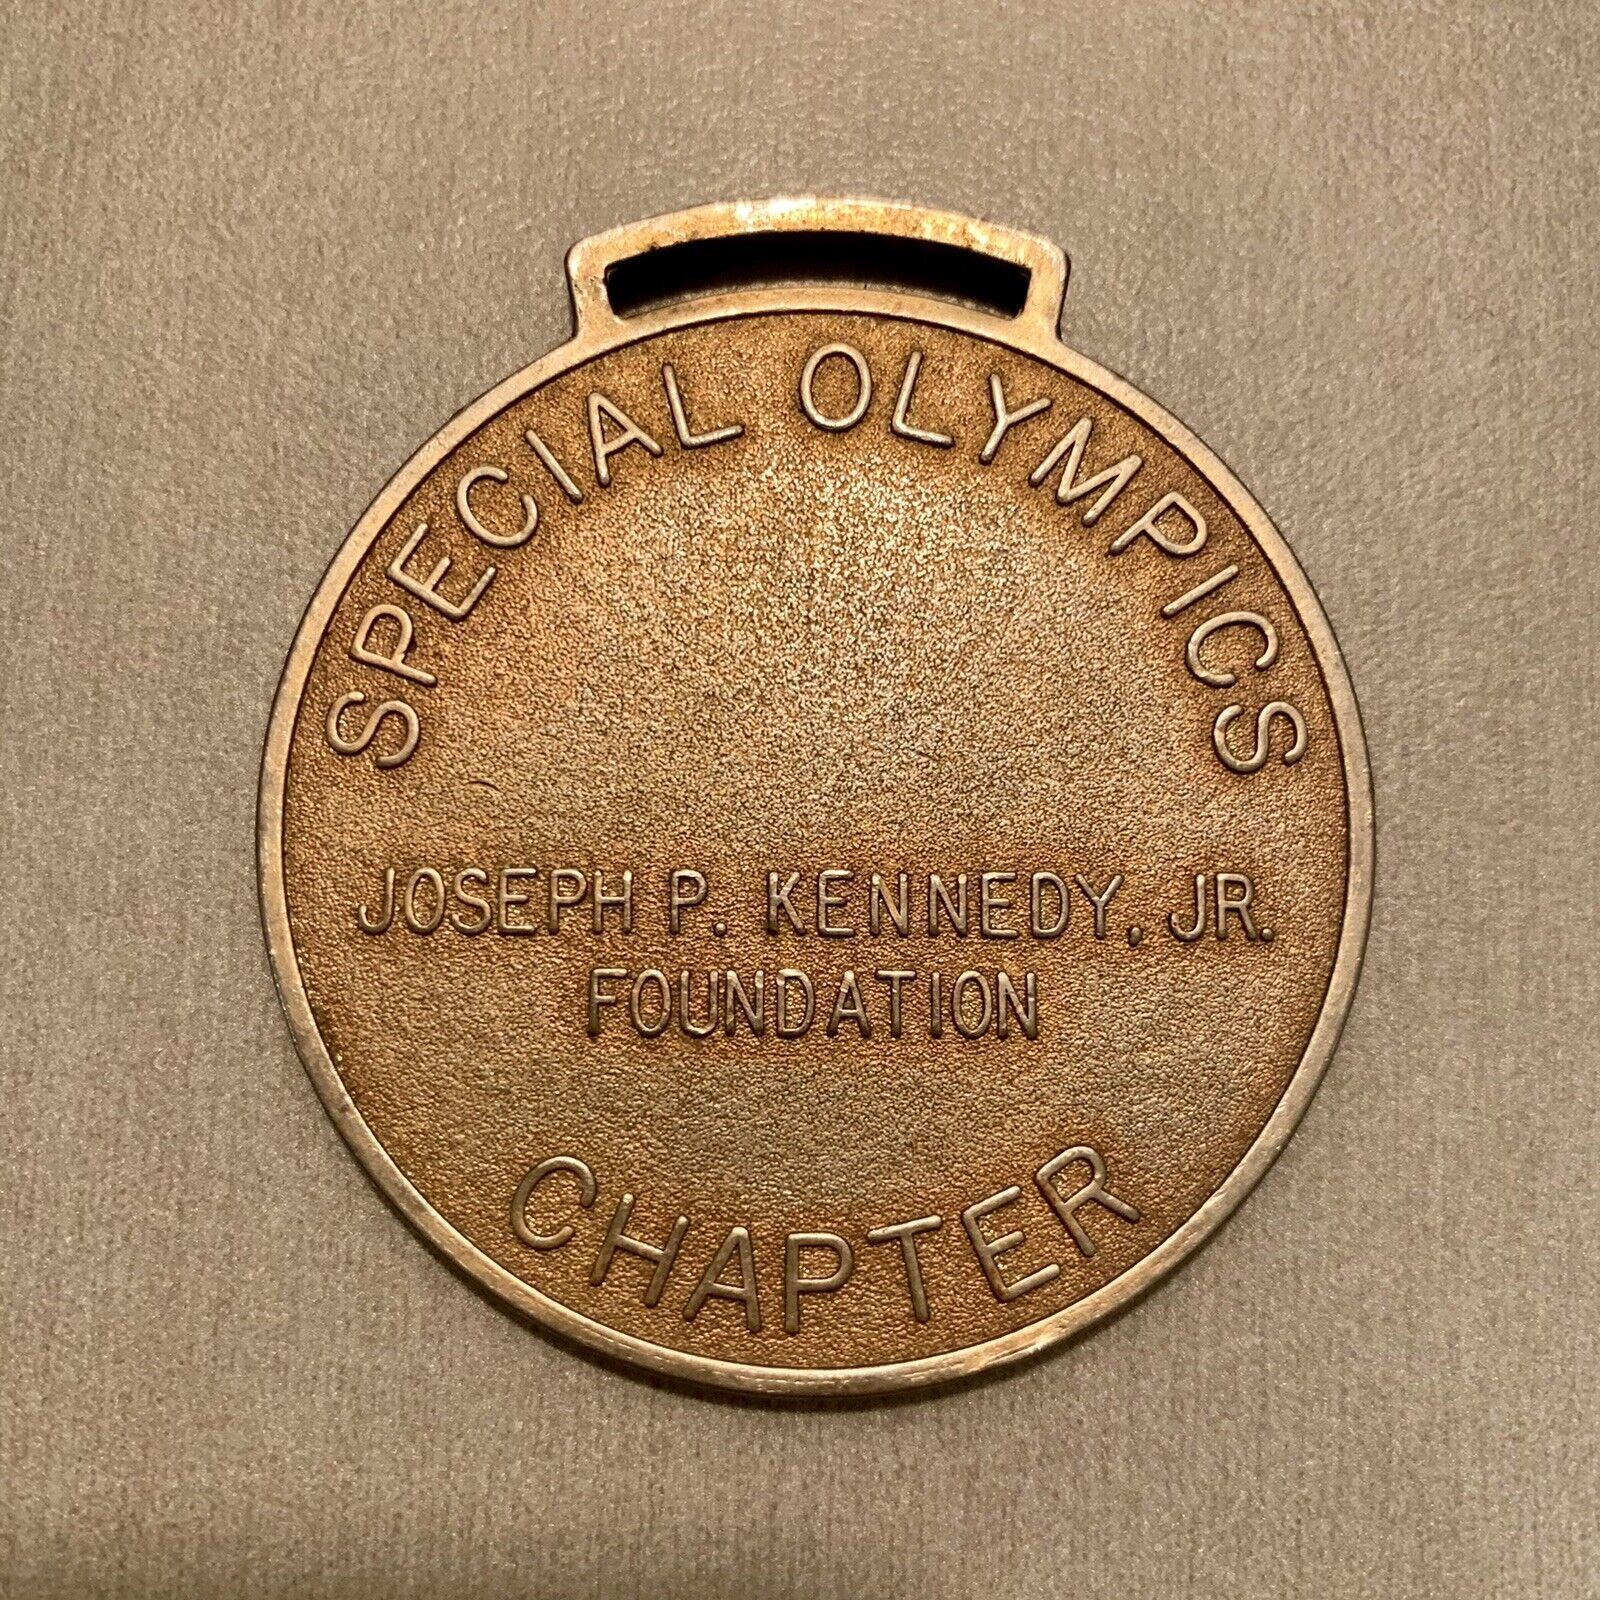 SPECIAL OLYMPICS
JOSEPH P. KENNEDY, JR.
FOUNDATION
CHAPTER